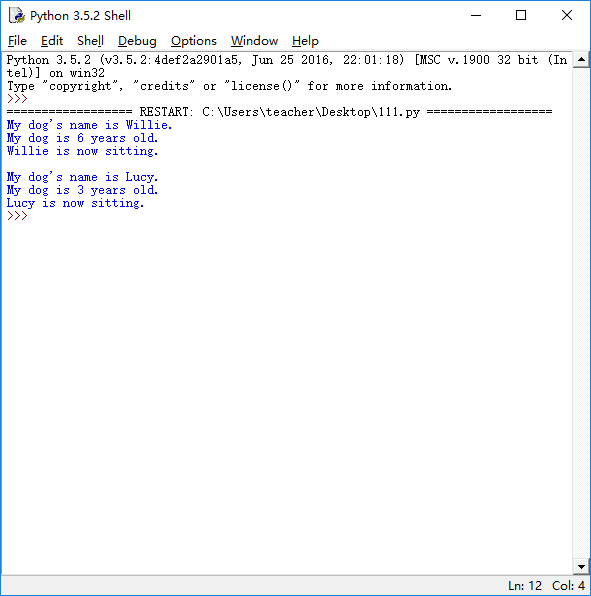 Python 3.5.2 Shell
File Edit Shell Debug Options Window Help
Python 3.5.2 (v3.5.2:4def2a2901a5, Jun 25 2016, 22:01:18) [MSC v.1900 32 bit (In
tel)] on win32
Type "copyright", "credits" or "license()" for more information.
>>>
================== RESTART: C:\Users\teacher\Desktop\111.py ==================
My dog's name is Willie.
My dog is 6 years old.
Willie is now sitting.

My dog's name is Lucy.
My dog is 3 years old.
Lucy is now sitting.
>>>
Ln: 12 Col: 4